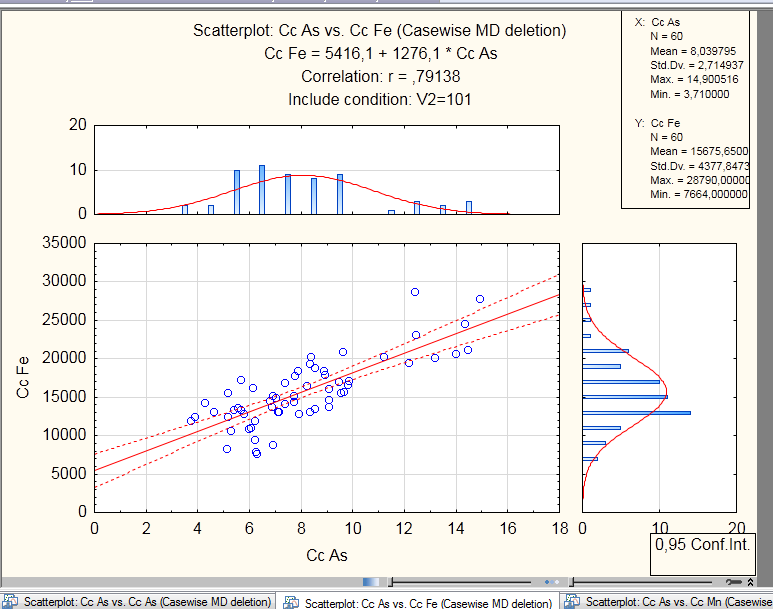 Scatterplot: Cc As vs. Cc Fe (Casewise MD deletion)
Cc Fe = 5416,1 + 1276,1 * Cc As
Correlation: r = ,79138
Include condition: V2=101
X: Cc As
N = 60
Mean = 8,039795
Std.Dv. = 2,714937
Max. = 14,900516
Min. = 3,710000
Y: Cc Fe
N = 60
Mean = 15675,6500
Std.Dv. = 4377,8473
Max. = 28790,00000
Min. = 7664,000000
20
10
0
35000
30000
25000
20000
15000
10000
5000
0
Cc Fe
0 2 4 6 8 10 12 14 16 18
Cc As
0 10 20
0,95 Conf.Int.
Scatterplot: Cc As vs. Cc As (Casewise MD deletion)
Scatterplot: Cc As vs. Cc Fe (Casewise MD deletion)
Scatterplot: Cc As vs. Cc Mn (Casewise